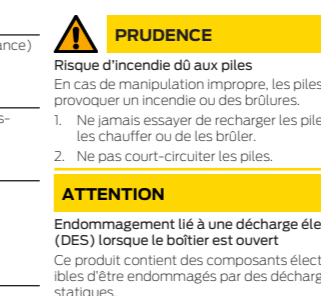 ance)
s-
PRUDENCE
Risque d'incendie dû aux piles
En cas de manipulation impropre, les piles
provoquer un incendie ou des brûlures.
1. Ne jamais essayer de recharger les pile
les chauffer ou de les brûler.
2. Ne pas court-circuiter les piles.
ATTENTION
Endommagement lié à une décharge éle
(DES) lorsque le boîtier est ouvert
Ce produit contient des composants élect
ibles d'être endommagés par des décharg
statiques.